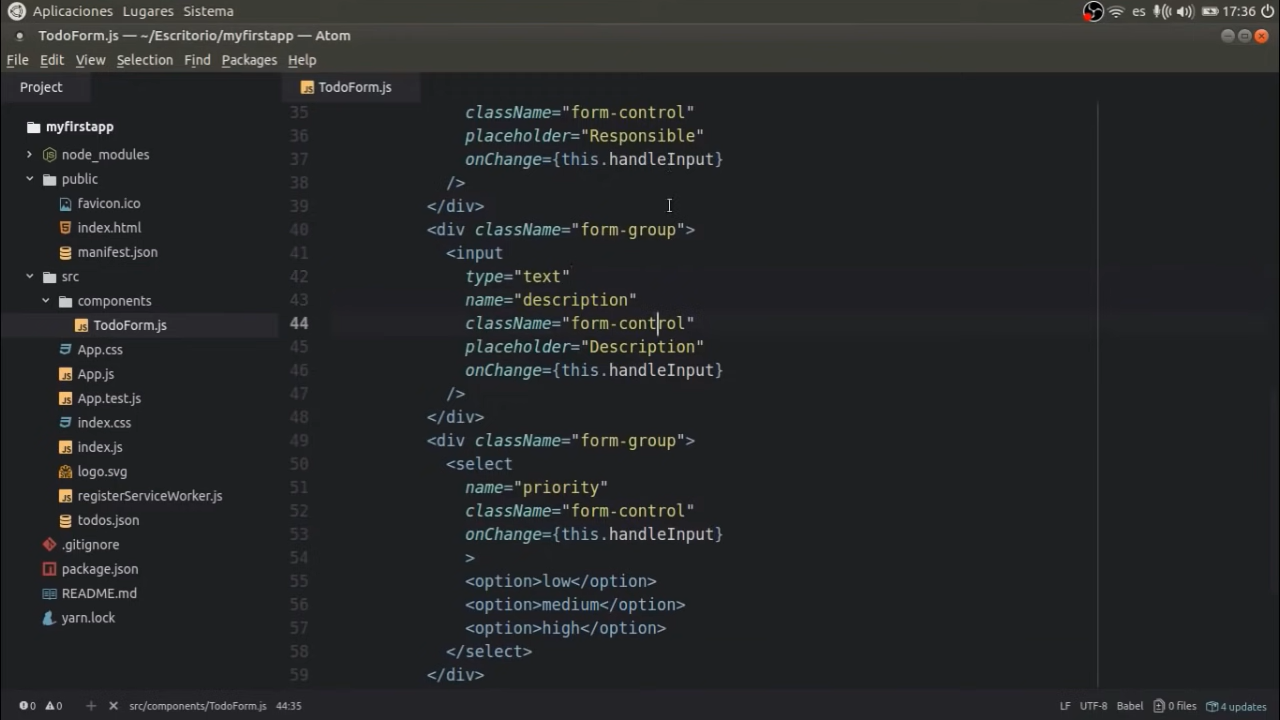 Aplicaciones Lugares Sistema es 17:36
TodoForm.js — ~/Escritorio/myfirstapp — Atom
File Edit View Selection Find Packages Help
Project
TodoForm.js
myfirstapp
node_modules
public
favicon.ico
index.html
manifest.json
src
components
TodoForm.js
App.css
App.js
App.test.js
index.css
index.js
logo.svg
registerServiceWorker.js
todos.json
.gitignore
package.json
README.md
yarn.lock
35 className="form-control"
36 placeholder="Responsible"
37 onChange={this.handleInput}
38 />
39 </div>
40 <div className="form-group">
41 <input
42 type="text"
43 name="description"
44 className="form-control"
45 placeholder="Description"
46 onChange={this.handleInput}
47 />
48 </div>
49 <div className="form-group">
50 <select
51 name="priority"
52 className="form-control"
53 onChange={this.handleInput}
54 >
55 <option>low</option>
56 <option>medium</option>
57 <option>high</option>
58 </select>
59 </div>
0 0 + × src/components/TodoForm.js 44:35 LF UTF-8 Babel 0 files 4 updates